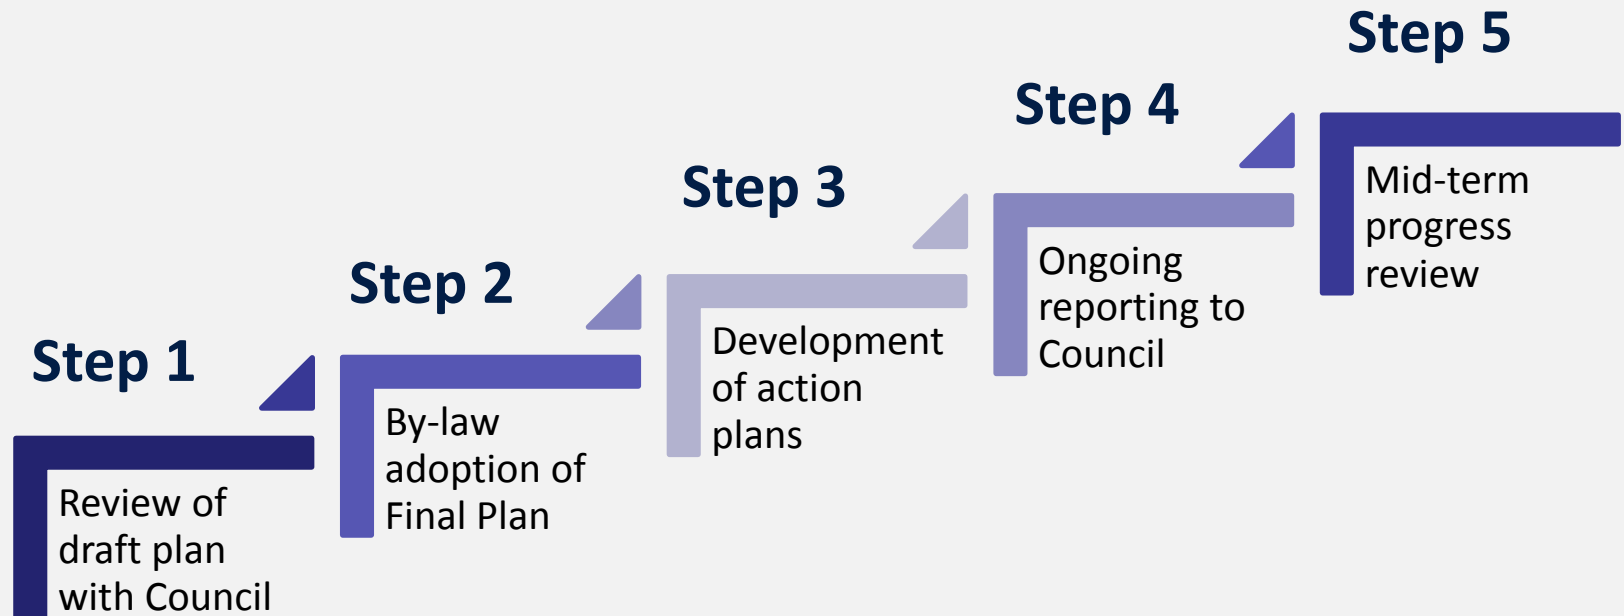 Step 1
Review of
draft plan
with Council
Step 2
By-law
adoption of
Final Plan
Step 3
Development
of action
plans
Step 4
Ongoing
reporting to
Council
Step 5
Mid-term
progress
review